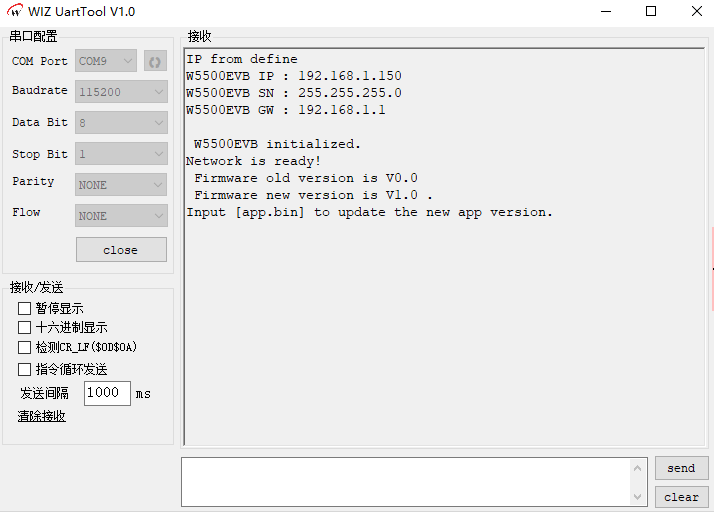 WIZ UartTool V1.0
串口配置
COM Port COM9
Baudrate 115200
Data Bit 8
Stop Bit 1
Parity NONE
Flow NONE
close
接收/发送
暂停显示
十六进制显示
检测CR_LF($0D$0A)
指令循环发送
发送间隔 1000 ms
清除接收
接收
IP from define
W5500EVB IP : 192.168.1.150
W5500EVB SN : 255.255.255.0
W5500EVB GW : 192.168.1.1
W5500EVB initialized.
Network is ready!
Firmware old version is V0.0
Firmware new version is V1.0 .
Input [app.bin] to update the new app version.
send
clear